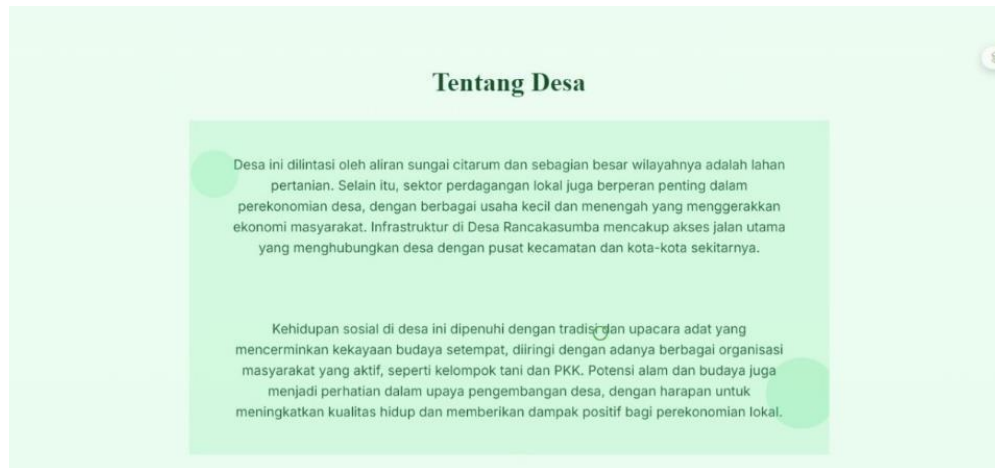 Tentang Desa
Desa ini dilintasi oleh aliran sungai citarum dan sebagian besar wilayahnya adalah lahan
pertanian. Selain itu, sektor perdagangan lokal juga berperan penting dalam
perekonomian desa, dengan berbagai usaha kecil dan menengah yang menggerakkan
ekonomi masyarakat. Infrastruktur di Desa Rancakasumba mencakup akses jalan utama
yang menghubungkan desa dengan pusat kecamatan dan kota-kota sekitarnya.
Kehidupan sosial di desa ini dipenuhi dengan tradisi dan upacara adat yang
mencerminkan kekayaan budaya setempat, diiringi dengan adanya berbagai organisasi
masyarakat yang aktif, seperti kelompok tani dan PKK. Potensi alam dan budaya juga
menjadi perhatian dalam upaya pengembangan desa, dengan harapan untuk
meningkatkan kualitas hidup dan memberikan dampak positif bagi perekonomian lokal.